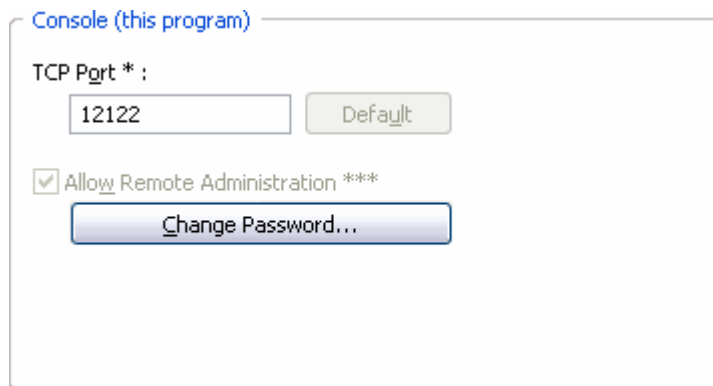 Console (this program)
TCP Port * :
12122 Default
Allow Remote Administration ***
Change Password...